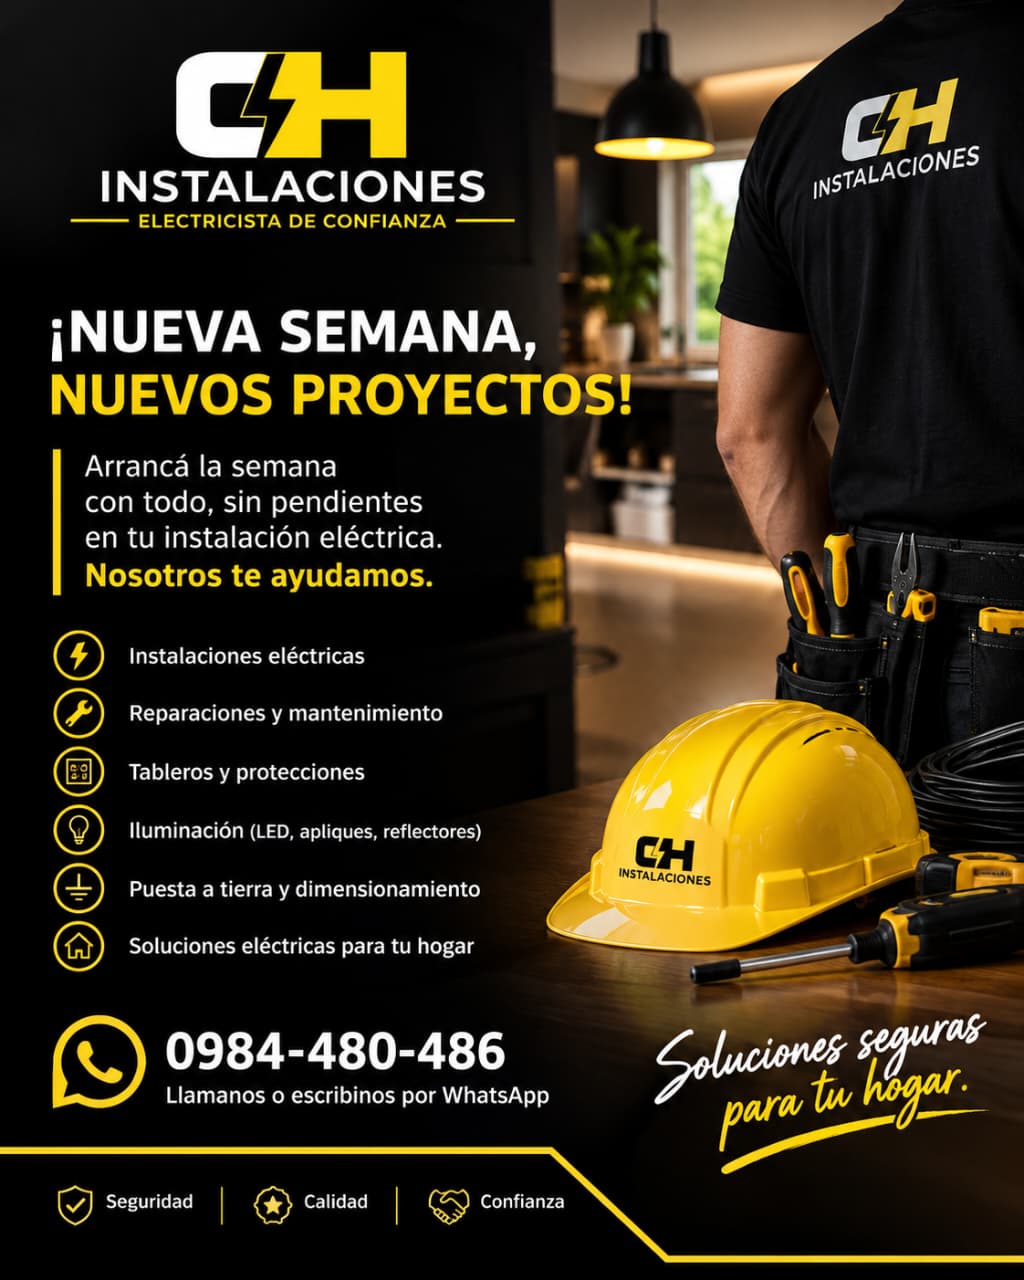 CH
INSTALACIONES
ELECTRICISTA DE CONFIANZA
CH
INSTALACIONES
¡NUEVA SEMANA,
NUEVOS PROYECTOS!
Arrancá la semana
con todo, sin pendientes
en tu instalación eléctrica.
Nosotros te ayudamos.
Instalaciones eléctricas
Reparaciones y mantenimiento
Tableros y protecciones
Iluminación (LED, apliques, reflectores)
Puesta a tierra y dimensionamiento
Soluciones eléctricas para tu hogar
CH
INSTALACIONES
0984-480-486
Llamanos o escribinos por WhatsApp
Soluciones seguras
para tu hogar.
Seguridad
Calidad
Confianza